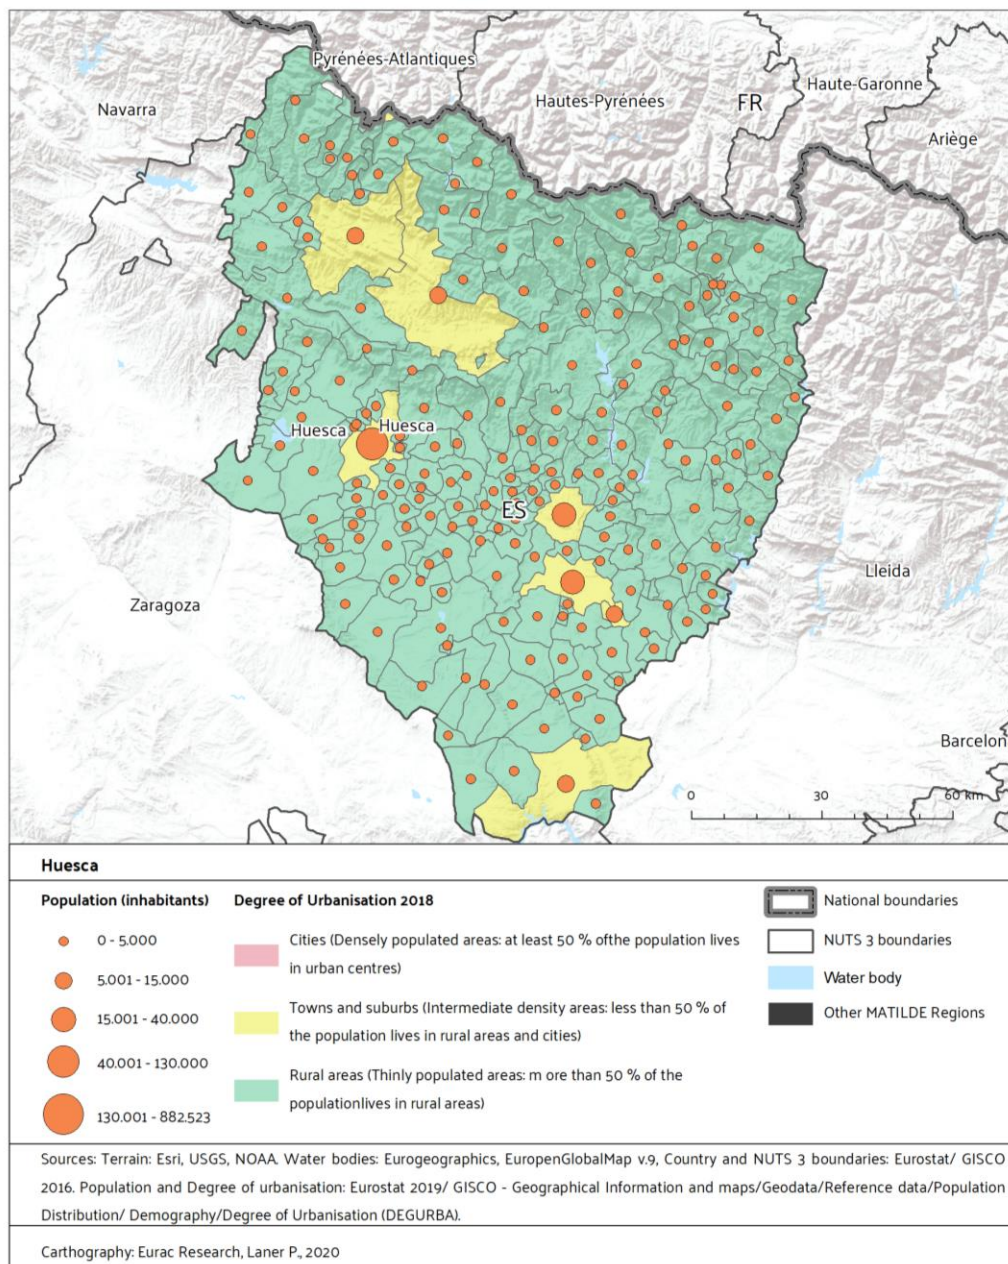 Pyrénées-Atlantiques
Navarra
Hautes-Pyrénées
FR
Haute-Garonne
Ariège
Huesca
Huesca
ES
Zaragoza
Lleida
Barcelon
0
30
60 km
Huesca
Population (inhabitants)
0 - 5.000
5.001 - 15.000
15.001 - 40.000
40.001 - 130.000
130.001 - 882.523
Degree of Urbanisation 2018
Cities (Densely populated areas: at least 50 % ofthe population lives
in urban centres)
Towns and suburbs (Intermediate density areas: less than 50 % of
the population lives in rural areas and cities)
Rural areas (Thinly populated areas: m ore than 50 % of the
populationlives in rural areas)
National boundaries
NUTS 3 boundaries
Water body
Other MATILDE Regions
Sources: Terrain: Esri, USGS, NOAA. Water bodies: Eurogeographics, EuropenGlobalMap v.9, Country and NUTS 3 boundaries: Eurostat/ GISCO
2016. Population and Degree of urbanisation: Eurostat 2019/ GISCO - Geographical Information and maps/Geodata/Reference data/Population
Distribution/ Demography/Degree of Urbanisation (DEGURBA).
Carthography: Eurac Research, Laner P., 2020